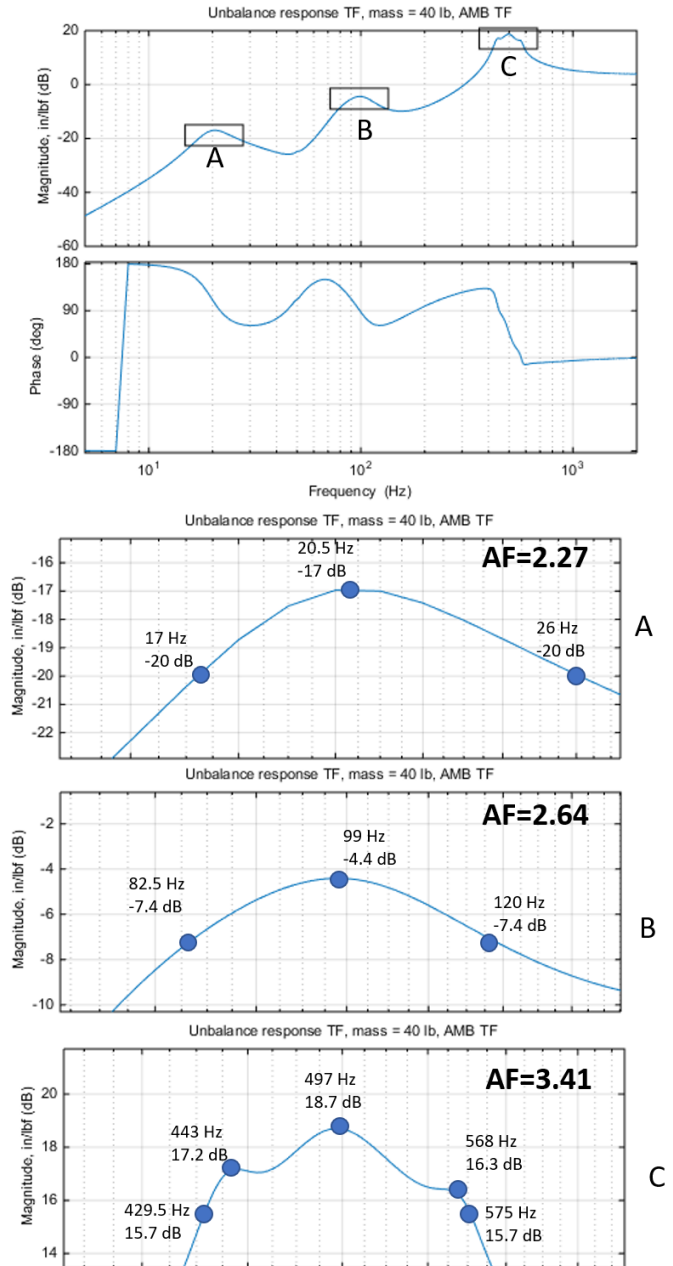 Unbalance response TF, mass = 40 lb, AMB TF
20
0
-20
-40
-60
Magnitude, in/lbf (dB)
A
B
C
180
90
0
-90
-180
Phase (deg)
10¹
10²
10³
Frequency (Hz)
Unbalance response TF, mass = 40 lb, AMB TF
AF=2.27
20.5 Hz
-17 dB
17 Hz
-20 dB
26 Hz
-20 dB
-16
-17
-18
-19
-20
-21
-22
Magnitude, in/lbf (dB)
A
Unbalance response TF, mass = 40 lb, AMB TF
AF=2.64
99 Hz
-4.4 dB
82.5 Hz
-7.4 dB
120 Hz
-7.4 dB
-2
-4
-6
-8
-10
Magnitude, in/lbf (dB)
B
Unbalance response TF, mass = 40 lb, AMB TF
AF=3.41
497 Hz
18.7 dB
443 Hz
17.2 dB
568 Hz
16.3 dB
429.5 Hz
15.7 dB
575 Hz
15.7 dB
20
18
16
14
Magnitude, in/lbf (dB)
C